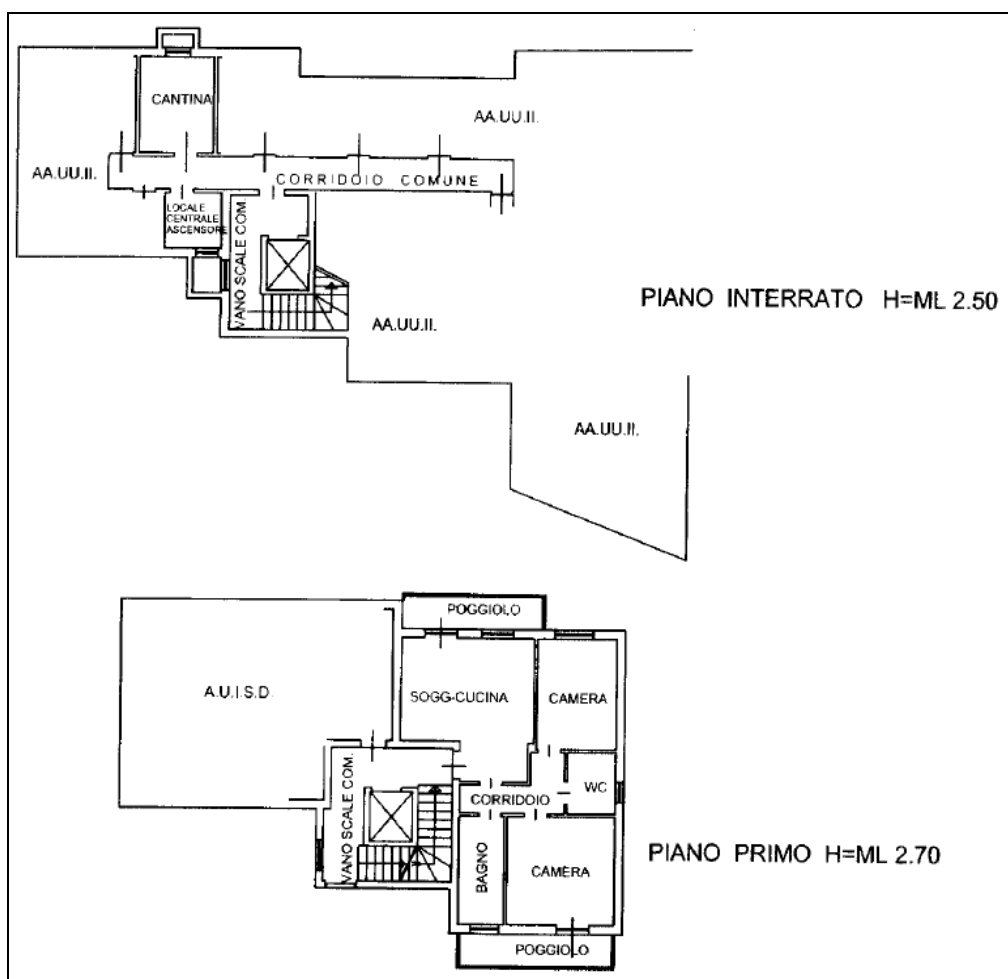 CANTINA
AA.UU.II.
AA.UU.II.
CORRIDOIO COMUNE
LOCALE
CENTRALE
ASCENSORE
VANO SCALE COM.
PIANO INTERRATO H=ML 2.50
AA.UU.II.
AA.UU.II.
POGGIOLO
A.U.I.S.D.
SOGG-CUCINA
CAMERA
WC
CORRIDOIO
VANO SCALE COM.
PIANO PRIMO H=ML 2.70
BAGNO
CAMERA
POGGIOLO